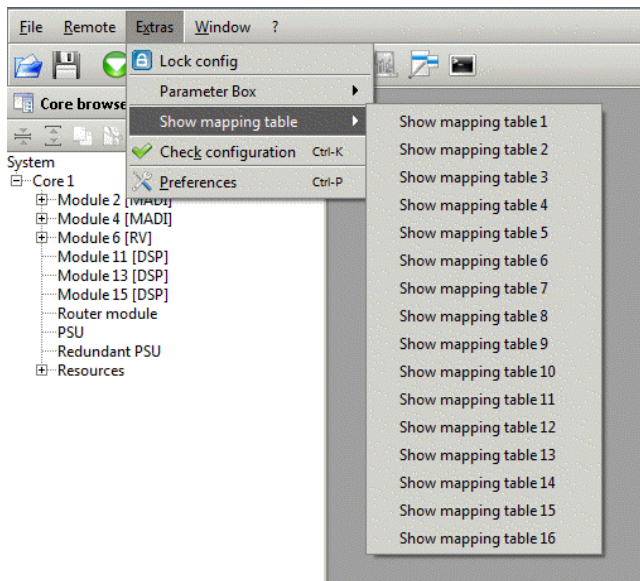 File Remote Extras Window ?
Lock config
Core browse
Parameter Box
Show mapping table
Check configuration Ctrl-K
Preferences Ctrl-P
Show mapping table 1
Show mapping table 2
Show mapping table 3
Show mapping table 4
Show mapping table 5
Show mapping table 6
Show mapping table 7
Show mapping table 8
Show mapping table 9
Show mapping table 10
Show mapping table 11
Show mapping table 12
Show mapping table 13
Show mapping table 14
Show mapping table 15
Show mapping table 16
System
Core 1
Module 2 [MADI]
Module 4 [MADI]
Module 6 [RV]
Module 11 [DSP]
Module 13 [DSP]
Module 15 [DSP]
Router module
PSU
Redundant PSU
Resources